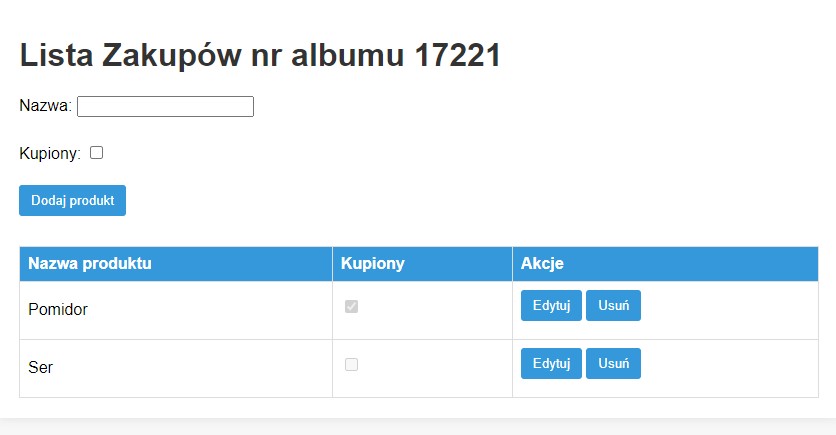 Lista Zakupów nr albumu 17221
Nazwa:
Kupiony:
Dodaj produkt
Nazwa produktu Kupiony Akcje
Pomidor Edytuj Usuń
Ser Edytuj Usuń